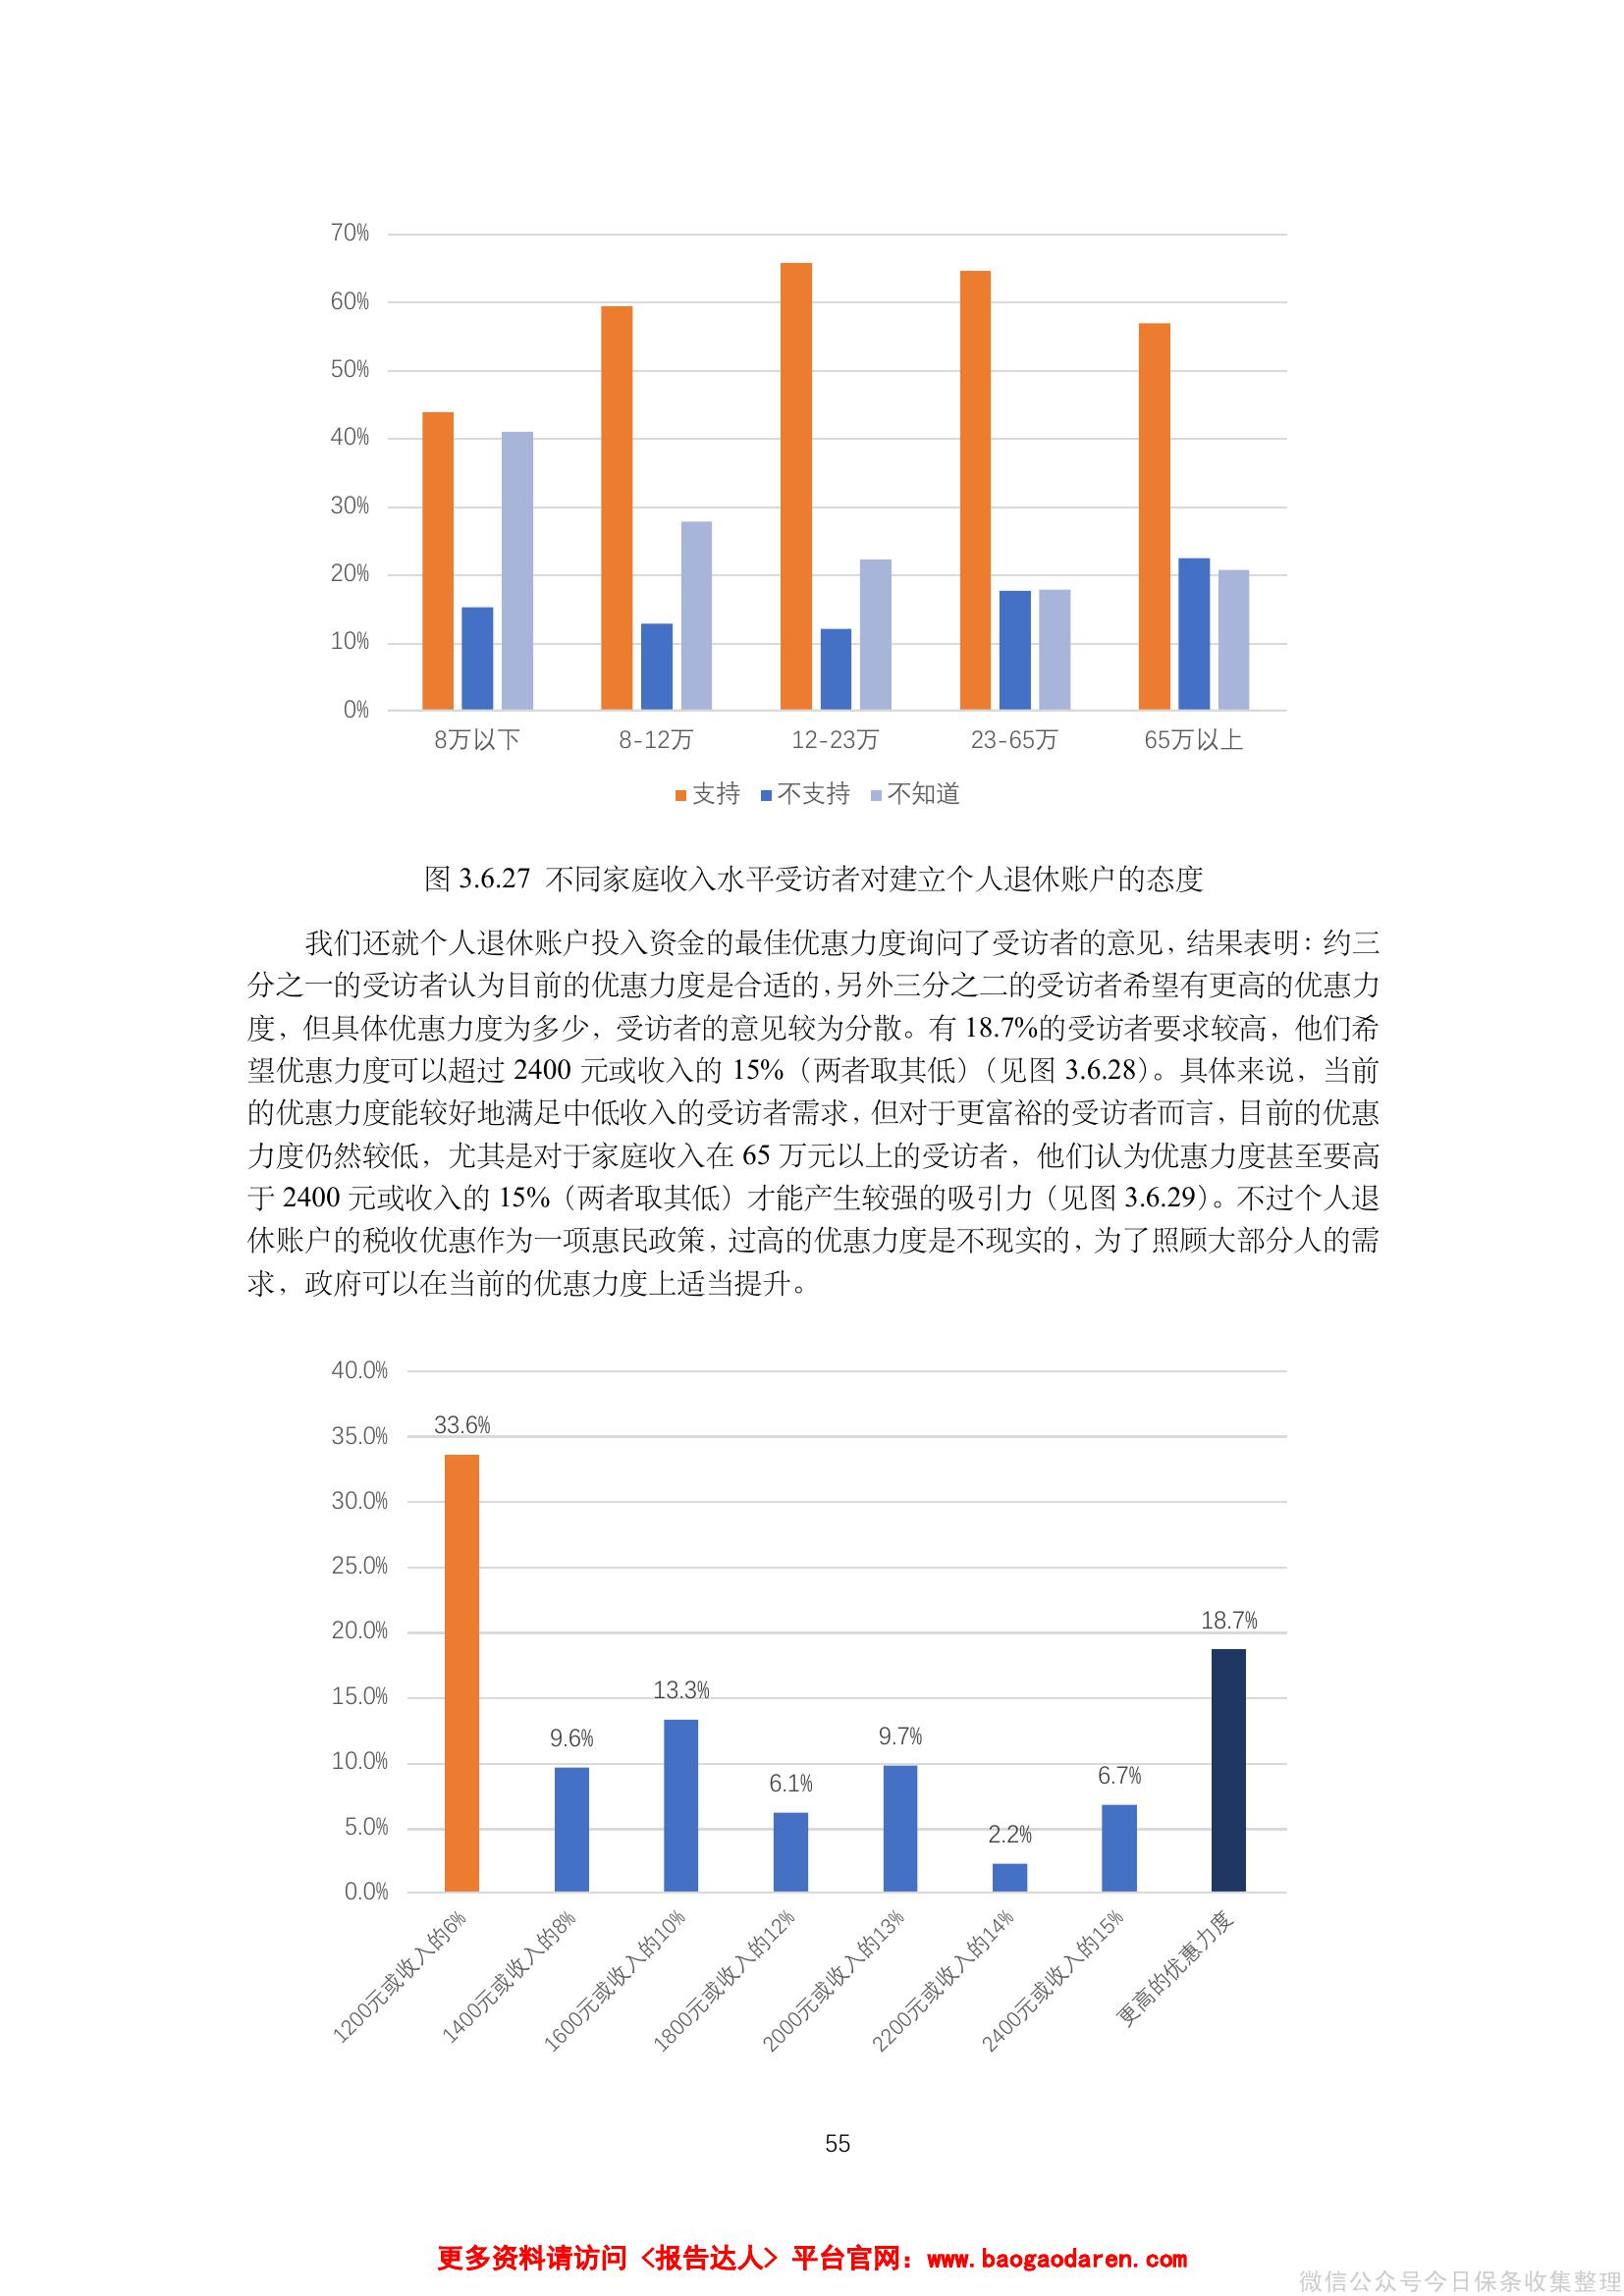 70%
60%
50%
40%
30%
20%
10%
0%
8万以下 8-12万 12-23万 23-65万 65万以上
支持 不支持 不知道
图 3.6.27 不同家庭收入水平受访者对建立个人退休账户的态度
我们还就个人退休账户投入资金的最佳优惠力度询问了受访者的意见，结果表明：约三
分之一的受访者认为目前的优惠力度是合适的，另外三分之二的受访者希望有更高的优惠力
度，但具体优惠力度为多少，受访者的意见较为分散。有 18.7%的受访者要求较高，他们希
望优惠力度可以超过 2400 元或收入的 15%（两者取其低）（见图 3.6.28）。具体来说，当前
的优惠力度能较好地满足中低收入的受访者需求，但对于更富裕的受访者而言，目前的优惠
力度仍然较低，尤其是对于家庭收入在 65 万元以上的受访者，他们认为优惠力度甚至要高
于 2400 元或收入的 15%（两者取其低）才能产生较强的吸引力（见图 3.6.29）。不过个人退
休账户的税收优惠作为一项惠民政策，过高的优惠力度是不现实的，为了照顾大部分人的需
求，政府可以在当前的优惠力度上适当提升。
40.0%
35.0%
30.0%
25.0%
20.0%
15.0%
10.0%
5.0%
0.0%
33.6%
9.6%
13.3%
6.1%
9.7%
2.2%
6.7%
18.7%
1200元或收入的6%
1400元或收入的8%
1600元或收入的10%
1800元或收入的12%
2000元或收入的13%
2200元或收入的14%
2400元或收入的15%
更高的优惠力度
55
更多资料请访问《报告达人》平台官网：www.baogaodaren.com
微信公众号今日保条收集整理